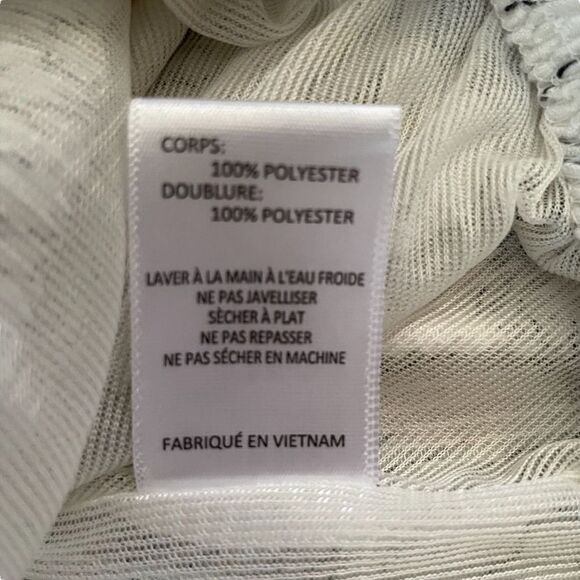 CORPS:
100% POLYESTER
DOUBLURE:
100% POLYESTER
LAVER À LA MAIN À L'EAU FROIDE
NE PAS JAVELLISER
SÈCHER À PLAT
NE PAS REPASSER
NE PAS SÉCHER EN MACHINE
FABRIQUÉ EN VIETNAM